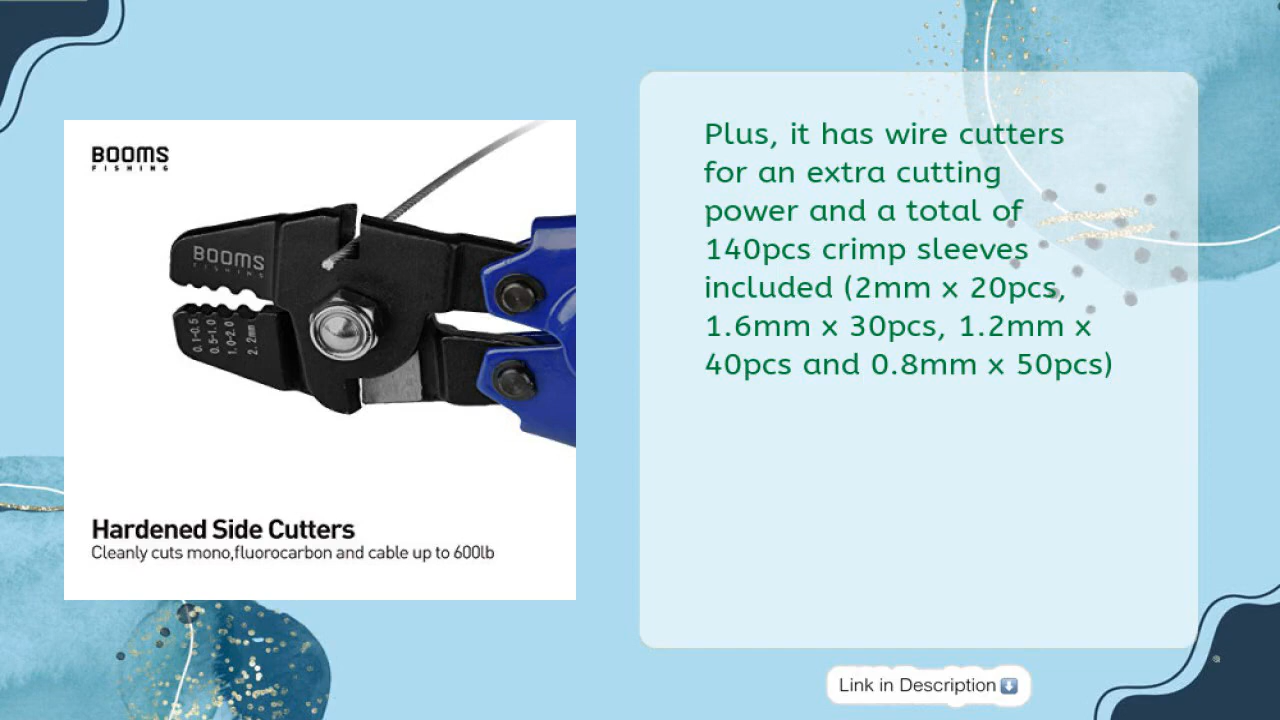 BOOMS
FISHING
BOOMS
FISHING
0.1-0.5
0.5-1.0
1.0-2.0
2.2mm
Hardened Side Cutters
Cleanly cuts mono,fluorocarbon and cable up to 600lb
Plus, it has wire cutters
for an extra cutting
power and a total of
140pcs crimp sleeves
included (2mm x 20pcs,
1.6mm x 30pcs, 1.2mm x
40pcs and 0.8mm x 50pcs)
Link in Description⬇️